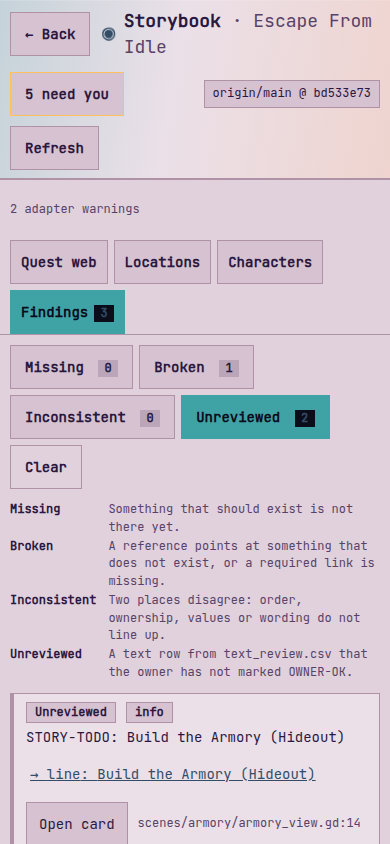 ← Back
Storybook · Escape From
Idle
5 need you
origin/main @ bd533e73
Refresh
2 adapter warnings
Quest web
Locations
Characters
Findings 3
Missing 0
Broken 1
Inconsistent 0
Unreviewed 2
Clear
Missing Something that should exist is not
there yet.
Broken A reference points at something that
does not exist, or a required link is
missing.
Inconsistent Two places disagree: order,
ownership, values or wording do not
line up.
Unreviewed A text row from text_review.csv that
the owner has not marked OWNER-OK.
Unreviewed info
STORY-TODO: Build the Armory (Hideout)
→ line: Build the Armory (Hideout)
Open card scenes/armory/armory_view.gd:14